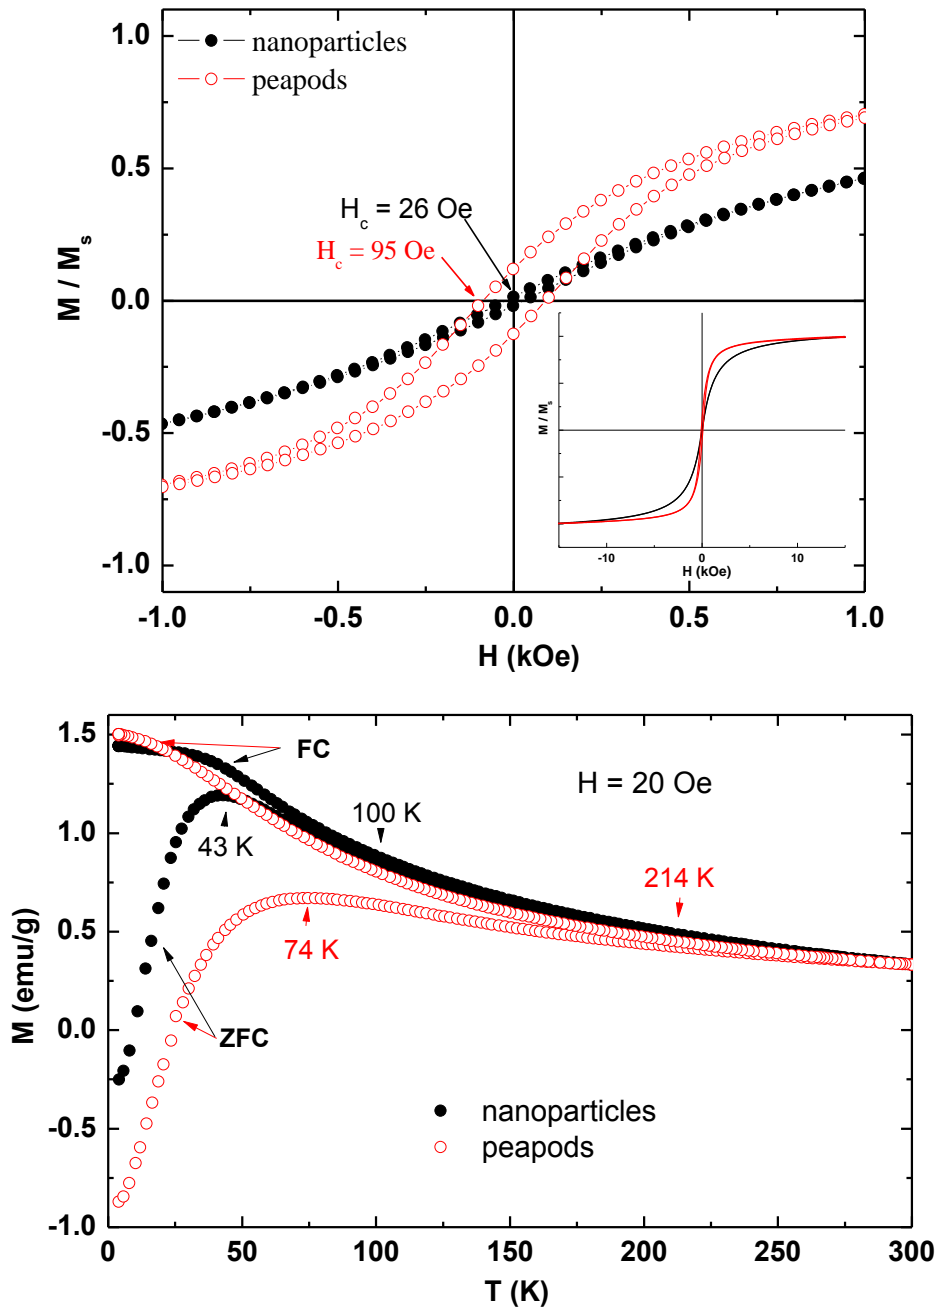 1.0
nanoparticles
peapods
0.5
H_c = 26 Oe
H_c = 95 Oe
M / M_s
0.0
-0.5
-1.0
-1.0 -0.5 0.0 0.5 1.0
H (kOe)
M / M_s
-10 0 10
H (kOe)
1.5
FC
H = 20 Oe
100 K
1.0
43 K
214 K
0.5
74 K
M (emu/g)
0.0
ZFC
nanoparticles
-0.5
peapods
-1.0
0 50 100 150 200 250 300
T (K)